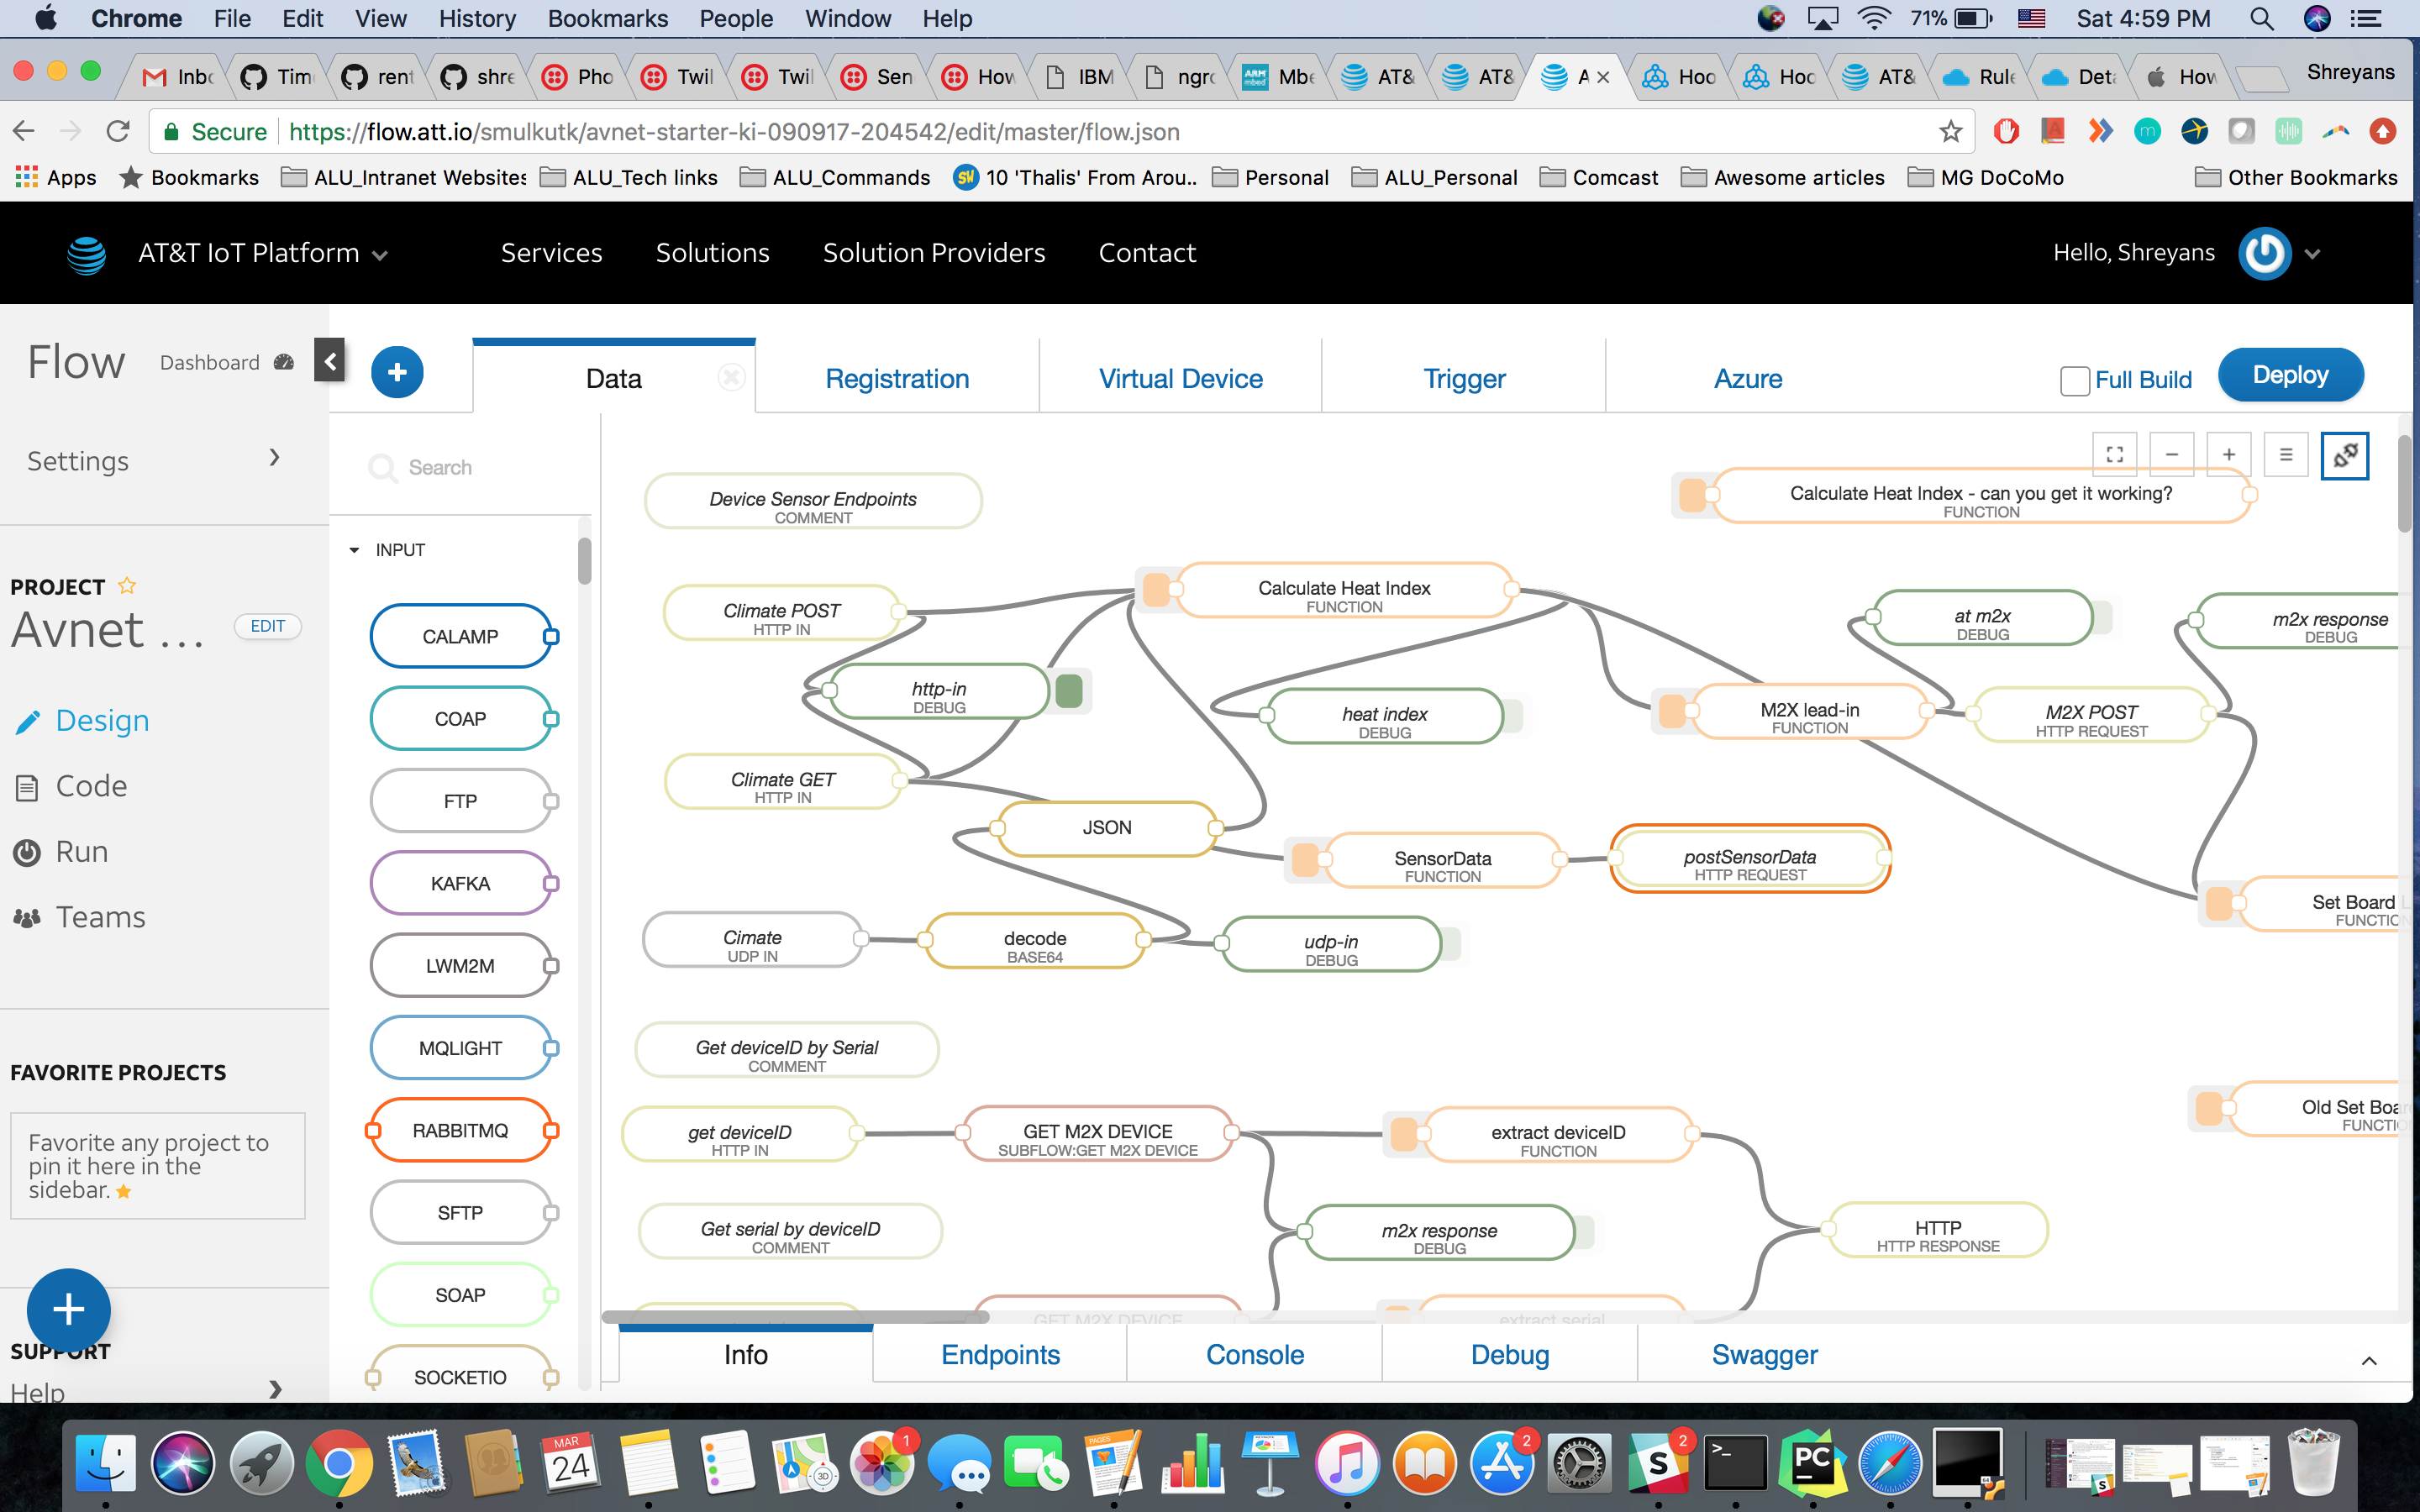 Chrome File Edit View History Bookmarks People Window Help 71% Sat 4:59 PM
Inbo Tim rent shre Pho Twil Twil Sen How IBM ngro Mbe AT& AT& A Hoo Hoo AT& Rule Deta How Shreyans
Secure https://flow.att.io/smulkutk/avnet-starter-ki-090917-204542/edit/master/flow.json
Apps Bookmarks ALU_Intranet Websites ALU_Tech links ALU_Commands 10 'Thalis' From Arou.. Personal ALU_Personal Comcast Awesome articles MG DoCoMo Other Bookmarks
AT&T IoT Platform Services Solutions Solution Providers Contact Hello, Shreyans
Flow Dashboard
Data Registration Virtual Device Trigger Azure Full Build Deploy
Settings
PROJECT
Avnet ... EDIT
Design
Code
Run
Teams
FAVORITE PROJECTS
Favorite any project to
pin it here in the
sidebar.
SUPPORT
Help
Search
INPUT
CALAMP
COAP
FTP
KAFKA
LWM2M
MQLIGHT
RABBITMQ
SFTP
SOAP
SOCKETIO
Device Sensor Endpoints
COMMENT
Calculate Heat Index - can you get it working?
FUNCTION
Climate POST
HTTP IN
Calculate Heat Index
FUNCTION
at m2x
DEBUG
m2x response
DEBUG
http-in
DEBUG
heat index
DEBUG
M2X lead-in
FUNCTION
M2X POST
HTTP REQUEST
Climate GET
HTTP IN
JSON
SensorData
FUNCTION
postSensorData
HTTP REQUEST
Set Board L
FUNCTION
Cimate
UDP IN
decode
BASE64
udp-in
DEBUG
Get deviceID by Serial
COMMENT
Old Set Boar
FUNCTIO
get deviceID
HTTP IN
GET M2X DEVICE
SUBFLOW:GET M2X DEVICE
extract deviceID
FUNCTION
Get serial by deviceID
COMMENT
m2x response
DEBUG
HTTP
HTTP RESPONSE
GET M2X DEVICE
extract serial
Info Endpoints Console Debug Swagger
MAR
24
3D
1
PAGES
2
2
S
>_
PC